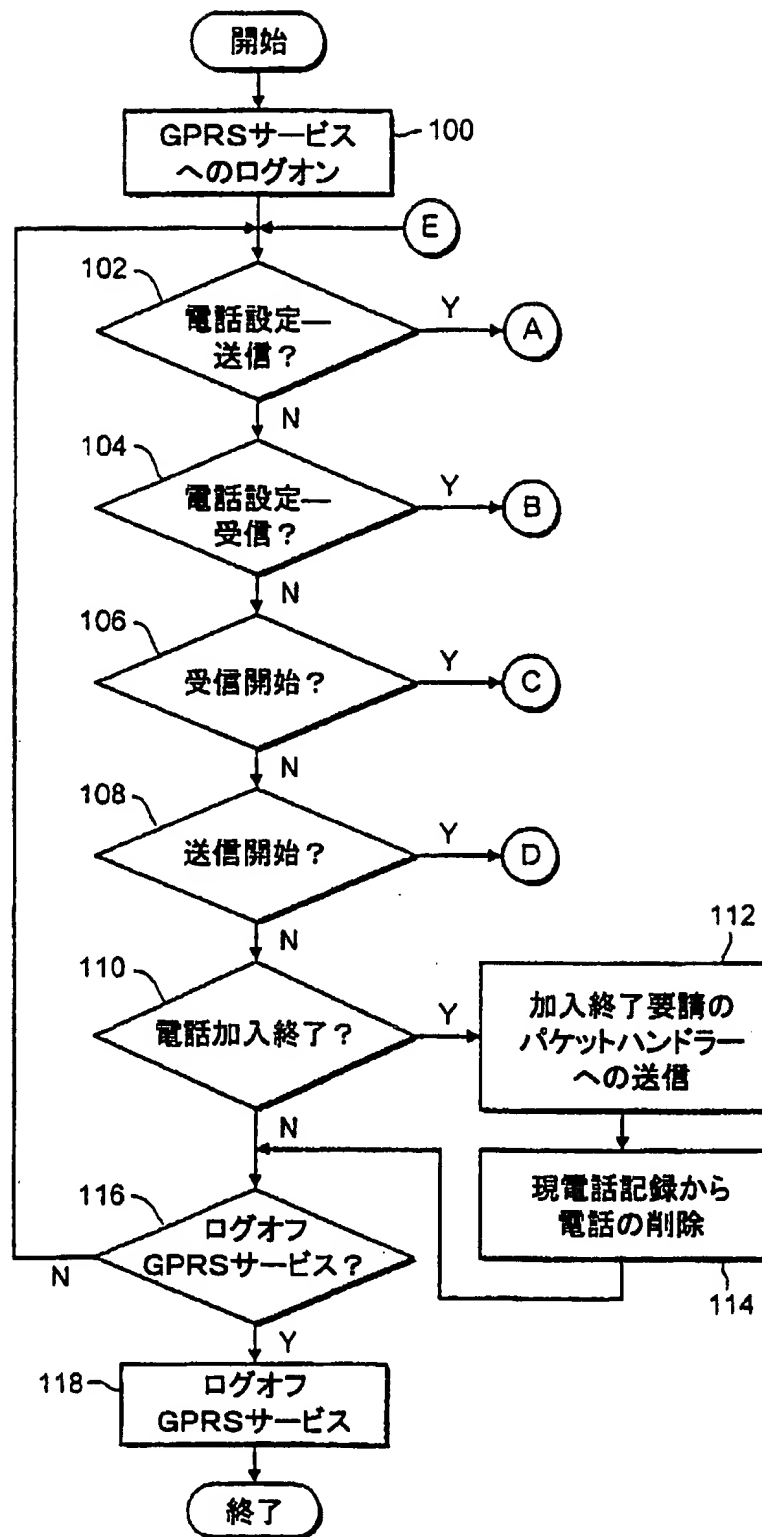 開始
GPRSサービス
へのログオン
100
E
102
電話設定―
送信？
Y
A
N
104
電話設定―
受信？
Y
B
N
106
受信開始？
Y
C
N
108
送信開始？
Y
D
N
110
電話加入終了？
Y
112
加入終了要請の
パケットハンドラー
への送信
N
現電話記録から
電話の削除
114
116
ログオフ
GPRSサービス？
N
Y
118
ログオフ
GPRSサービス
終了